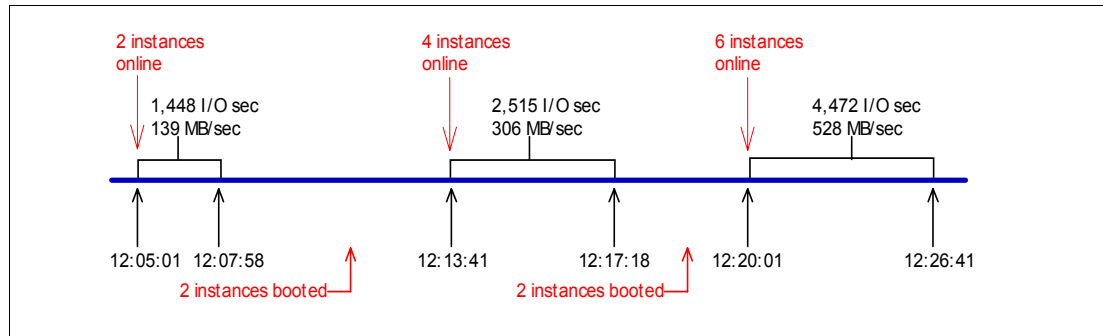 2 instances
online
4 instances
online
6 instances
online
1,448 I/O sec
139 MB/sec
2,515 I/O sec
306 MB/sec
4,472 I/O sec
528 MB/sec
12:05:01
12:07:58
12:13:41
12:17:18
12:20:01
12:26:41
2 instances booted
2 instances booted